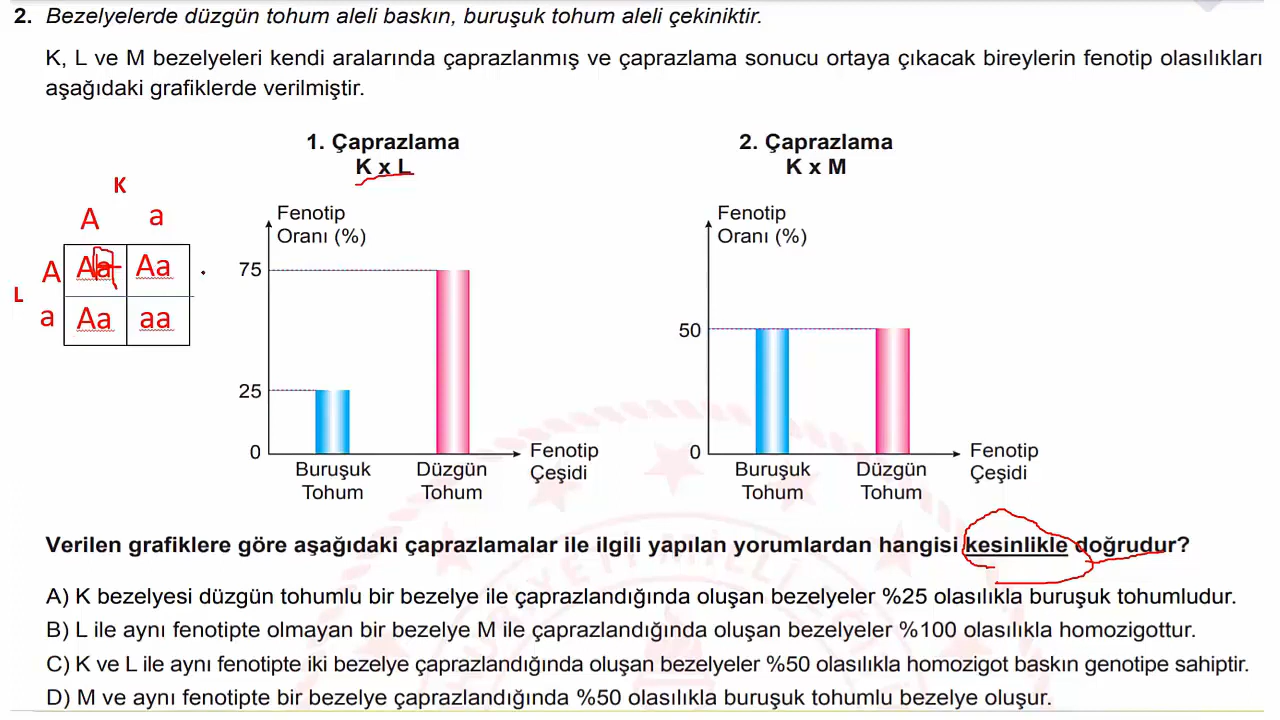 2. Bezelyelerde düzgün tohum aleli baskın, buruşuk tohum aleli çekiniktir.
K, L ve M bezelyeleri kendi aralarında çaprazlanmış ve çaprazlama sonucu ortaya çıkacak bireylerin fenotip olasılıkları
aşağıdaki grafiklerde verilmiştir.
1. Çaprazlama
K x L
2. Çaprazlama
K x M
K
A a
L
A Aa
a Aa aa
Fenotip
Oranı (%)
75
25
0
Buruşuk
Tohum
Düzgün
Tohum
Fenotip
Çeşidi
Fenotip
Oranı (%)
50
0
Buruşuk
Tohum
Düzgün
Tohum
Fenotip
Çeşidi
Verilen grafiklere göre aşağıdaki çaprazlamalar ile ilgili yapılan yorumlardan hangisi kesinlikle doğrudur?
A) K bezelyesi düzgün tohumlu bir bezelye ile çaprazlandığında oluşan bezelyeler %25 olasılıkla buruşuk tohumludur.
B) L ile aynı fenotipte olmayan bir bezelye M ile çaprazlandığında oluşan bezelyeler %100 olasılıkla homozigottur.
C) K ve L ile aynı fenotipte iki bezelye çaprazlandığında oluşan bezelyeler %50 olasılıkla homozigot baskın genotipe sahiptir.
D) M ve aynı fenotipte bir bezelye çaprazlandığında %50 olasılıkla buruşuk tohumlu bezelye oluşur.